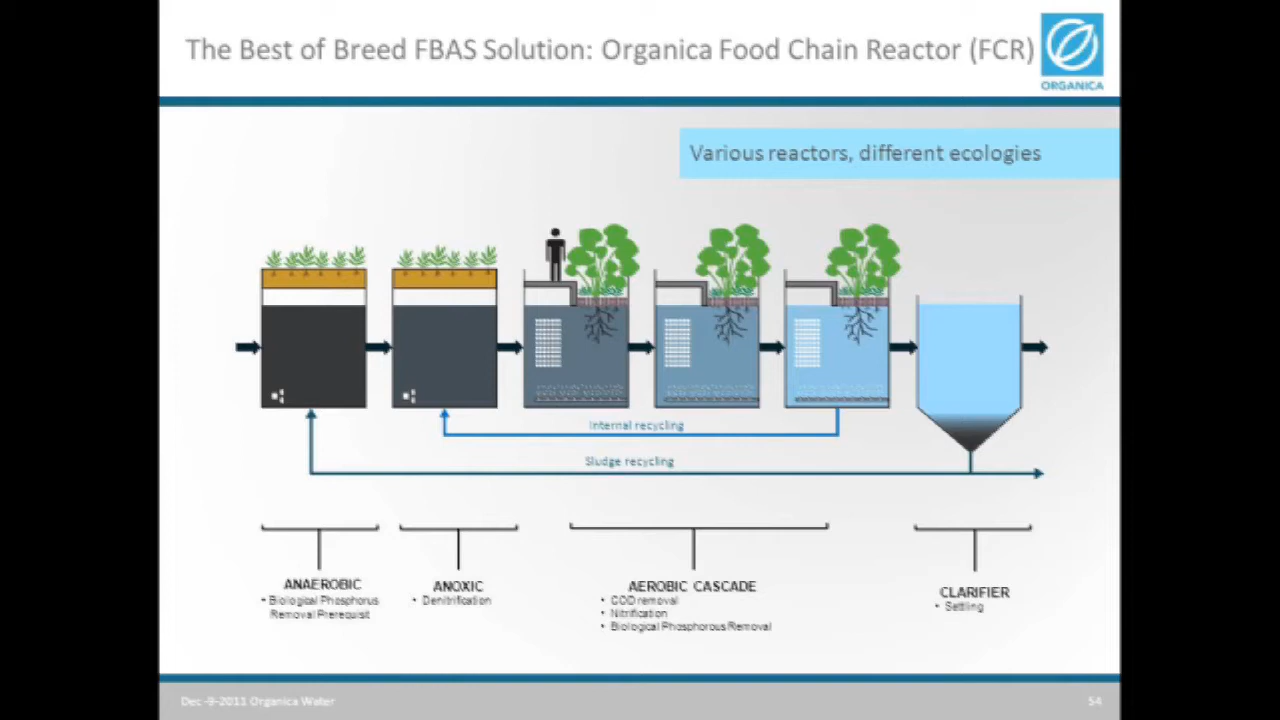 The Best of Breed FBAS Solution: Organica Food Chain Reactor (FCR)
ORGANICA
Various reactors, different ecologies
Internal recycling
Sludge recycling
ANAEROBIC
• Biological Phosphorus
Removal Prerequist
ANOXIC
• Denitrification
AEROBIC CASCADE
• COD removal
• Nitrification
• Biological Phosphorous Removal
CLARIFIER
• Settling
Dec -9-2011 Organica Water
54